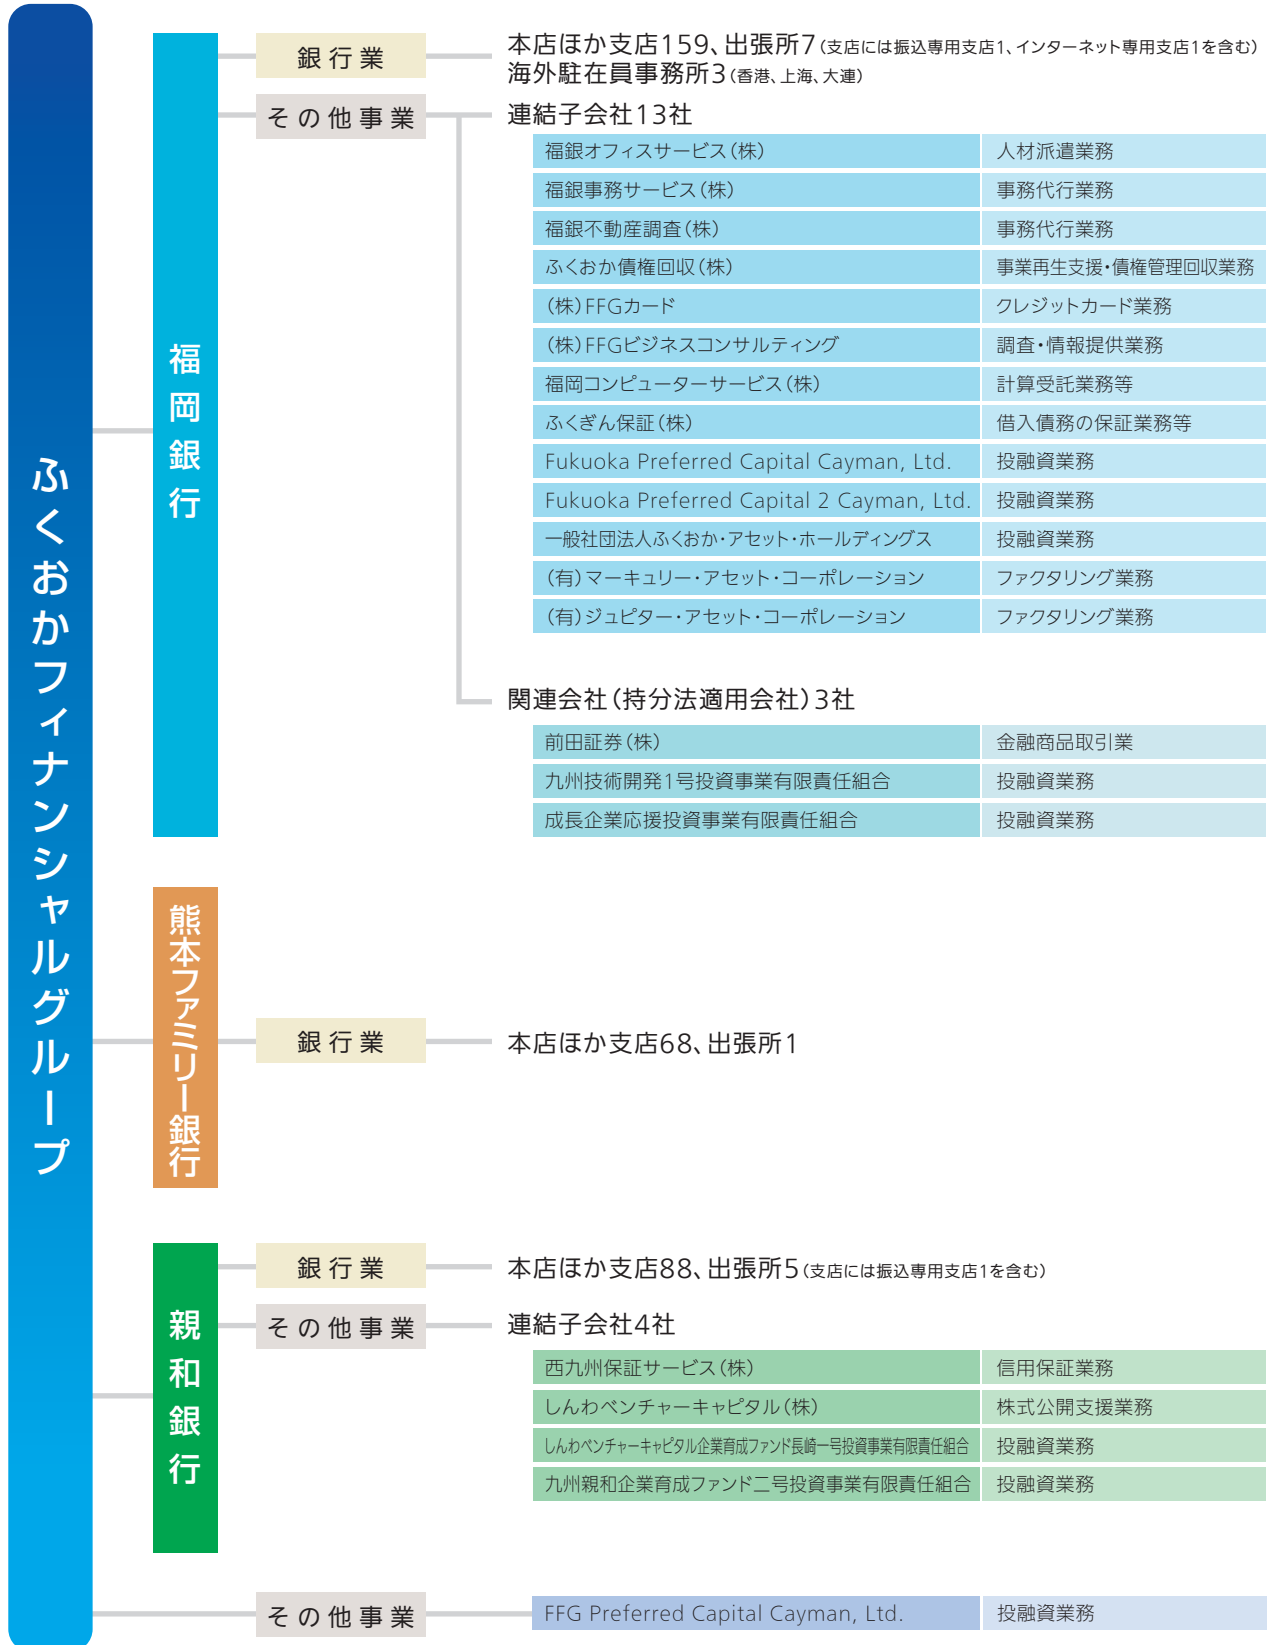 ふくおかフィナンシャルグループ
福岡銀行
銀行業
本店ほか支店159、出張所7（支店には振込専用支店1、インターネット専用支店1を含む）
海外駐在員事務所3（香港、上海、大連）
その他事業
連結子会社13社
福銀オフィスサービス（株） 人材派遣業務
福銀事務サービス（株） 事務代行業務
福銀不動産調査（株） 事務代行業務
ふくおか債権回収（株） 事業再生支援・債権管理回収業務
（株）FFGカード クレジットカード業務
（株）FFGビジネスコンサルティング 調査・情報提供業務
福岡コンピューターサービス（株） 計算受託業務等
ふくぎん保証（株） 借入債務の保証業務等
Fukuoka Preferred Capital Cayman, Ltd. 投融資業務
Fukuoka Preferred Capital 2 Cayman, Ltd. 投融資業務
一般社団法人ふくおか・アセット・ホールディングス 投融資業務
（有）マーキュリー・アセット・コーポレーション ファクタリング業務
（有）ジュピター・アセット・コーポレーション ファクタリング業務
関連会社（持分法適用会社）3社
前田証券（株） 金融商品取引業
九州技術開発1号投資事業有限責任組合 投融資業務
成長企業応援投資事業有限責任組合 投融資業務
熊本ファミリー銀行
銀行業
本店ほか支店68、出張所1
親和銀行
銀行業
本店ほか支店88、出張所5（支店には振込専用支店1を含む）
その他事業
連結子会社4社
西九州保証サービス（株） 信用保証業務
しんわベンチャーキャピタル（株） 株式公開支援業務
しんわベンチャーキャピタル企業育成ファンド長崎一号投資事業有限責任組合 投融資業務
九州親和企業育成ファンド二号投資事業有限責任組合 投融資業務
その他事業
FFG Preferred Capital Cayman, Ltd. 投融資業務